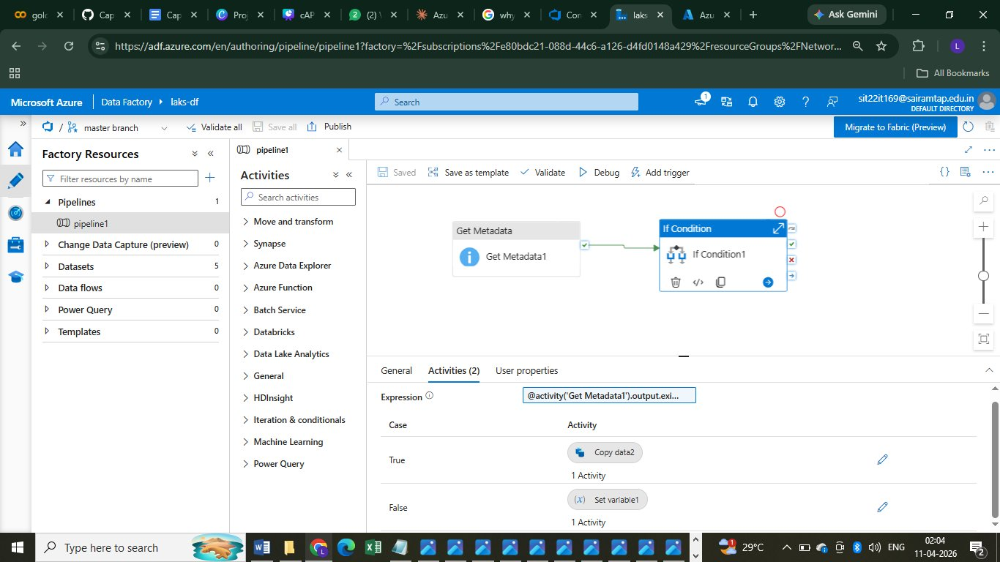 golc
Cap
Cap
Proj
cAP
(2) V
Azu
why
Con
laks
Azu
Ask Gemini
https://adf.azure.com/en/authoring/pipeline/pipeline1?factory=%2Fsubscriptions%2Fe80bdc21-088d-44c6-a126-d4fd0148a429%2FresourceGroups%2FNetwor...
L
All Bookmarks
Microsoft Azure
Data Factory
laks-df
Search
1
sit22it169@sairamtap.edu.in
DEFAULT DIRECTORY
/ master branch
Validate all
Save all
Publish
Migrate to Fabric (Preview)
Factory Resources
Filter resources by name
Pipelines 1
pipeline1
Change Data Capture (preview) 0
Datasets 5
Data flows 0
Power Query 0
Templates 0
pipeline1
Activities
Search activities
Move and transform
Synapse
Azure Data Explorer
Azure Function
Batch Service
Databricks
Data Lake Analytics
General
HDInsight
Iteration & conditionals
Machine Learning
Power Query
Saved
Save as template
Validate
Debug
Add trigger
Get Metadata
Get Metadata1
If Condition
If Condition1
General
Activities (2)
User properties
Expression
@activity('Get Metadata1').output.exi...
Case
Activity
True
Copy data2
1 Activity
False
Set variable1
1 Activity
Type here to search
29°C
ENG
02:04
11-04-2026
2